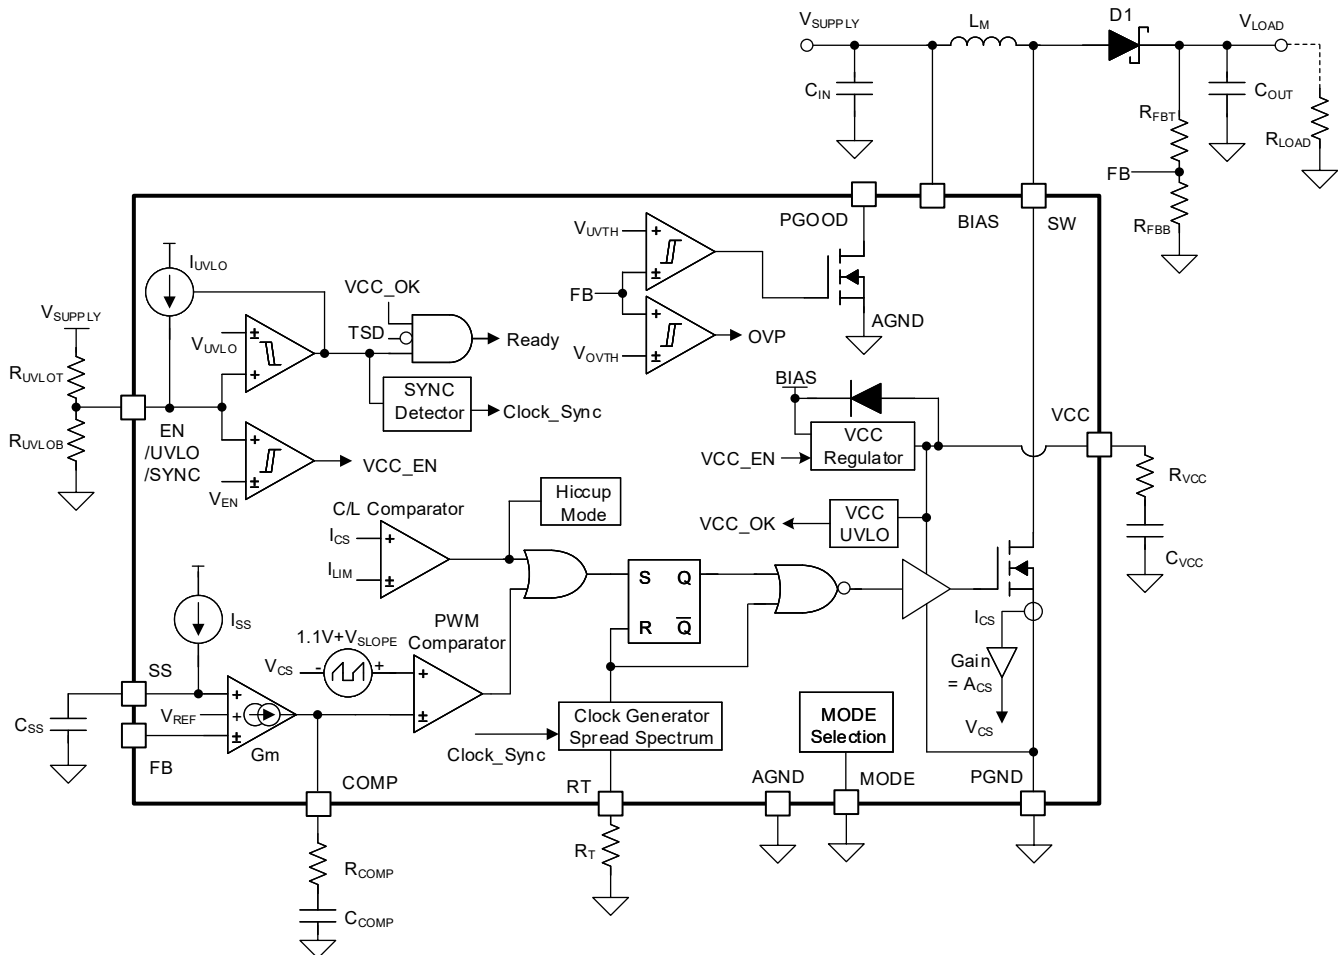 VSUPPLY
LM
D1
VLOAD
CIN
COUT
RFBT
RLOAD
FB
RFBB
PGOOD
BIAS
SW
IUVLO
VUVTH
VCC_OK
FB
VSUPPLY
TSD
Ready
AGND
VUVLO
VOVTH
OVP
RUVLOT
SYNC
Detector
Clock_Sync
BIAS
VCC
RUVLOB
EN
/UVLO
/SYNC
VCC
Regulator
VCC_EN
VCC_EN
RVCC
VEN
C/L Comparator
Hiccup
Mode
VCC_OK
VCC
UVLO
ICS
CVCC
ILIM
S
Q
R
Q̅
ISS
PWM
Comparator
1.1V+VSLOPE
ICS
VCS
-
+
Gain
= ACS
SS
VREF
CSS
Gm
FB
Clock Generator
Spread Spectrum
MODE
Selection
VCS
Clock_Sync
COMP
RT
AGND
MODE
PGND
RT
RCOMP
CCOMP